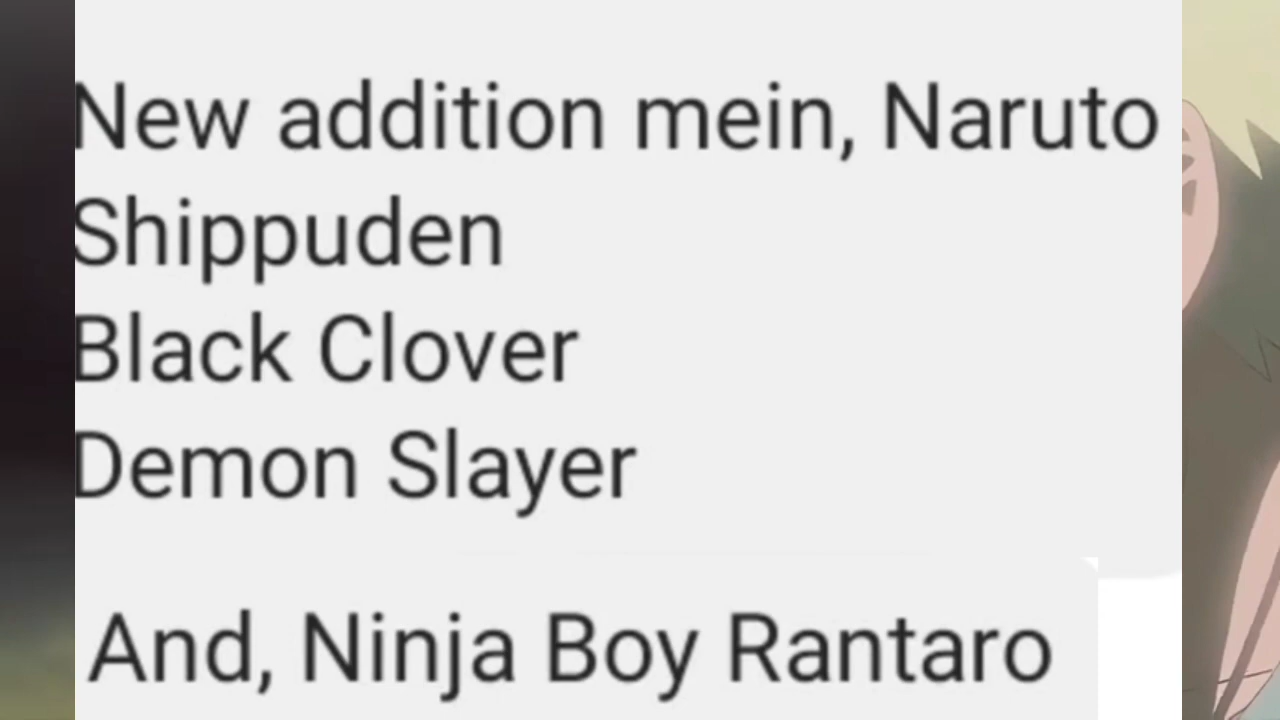 New addition mein, Naruto
Shippuden
Black Clover
Demon Slayer
And, Ninja Boy Rantaro